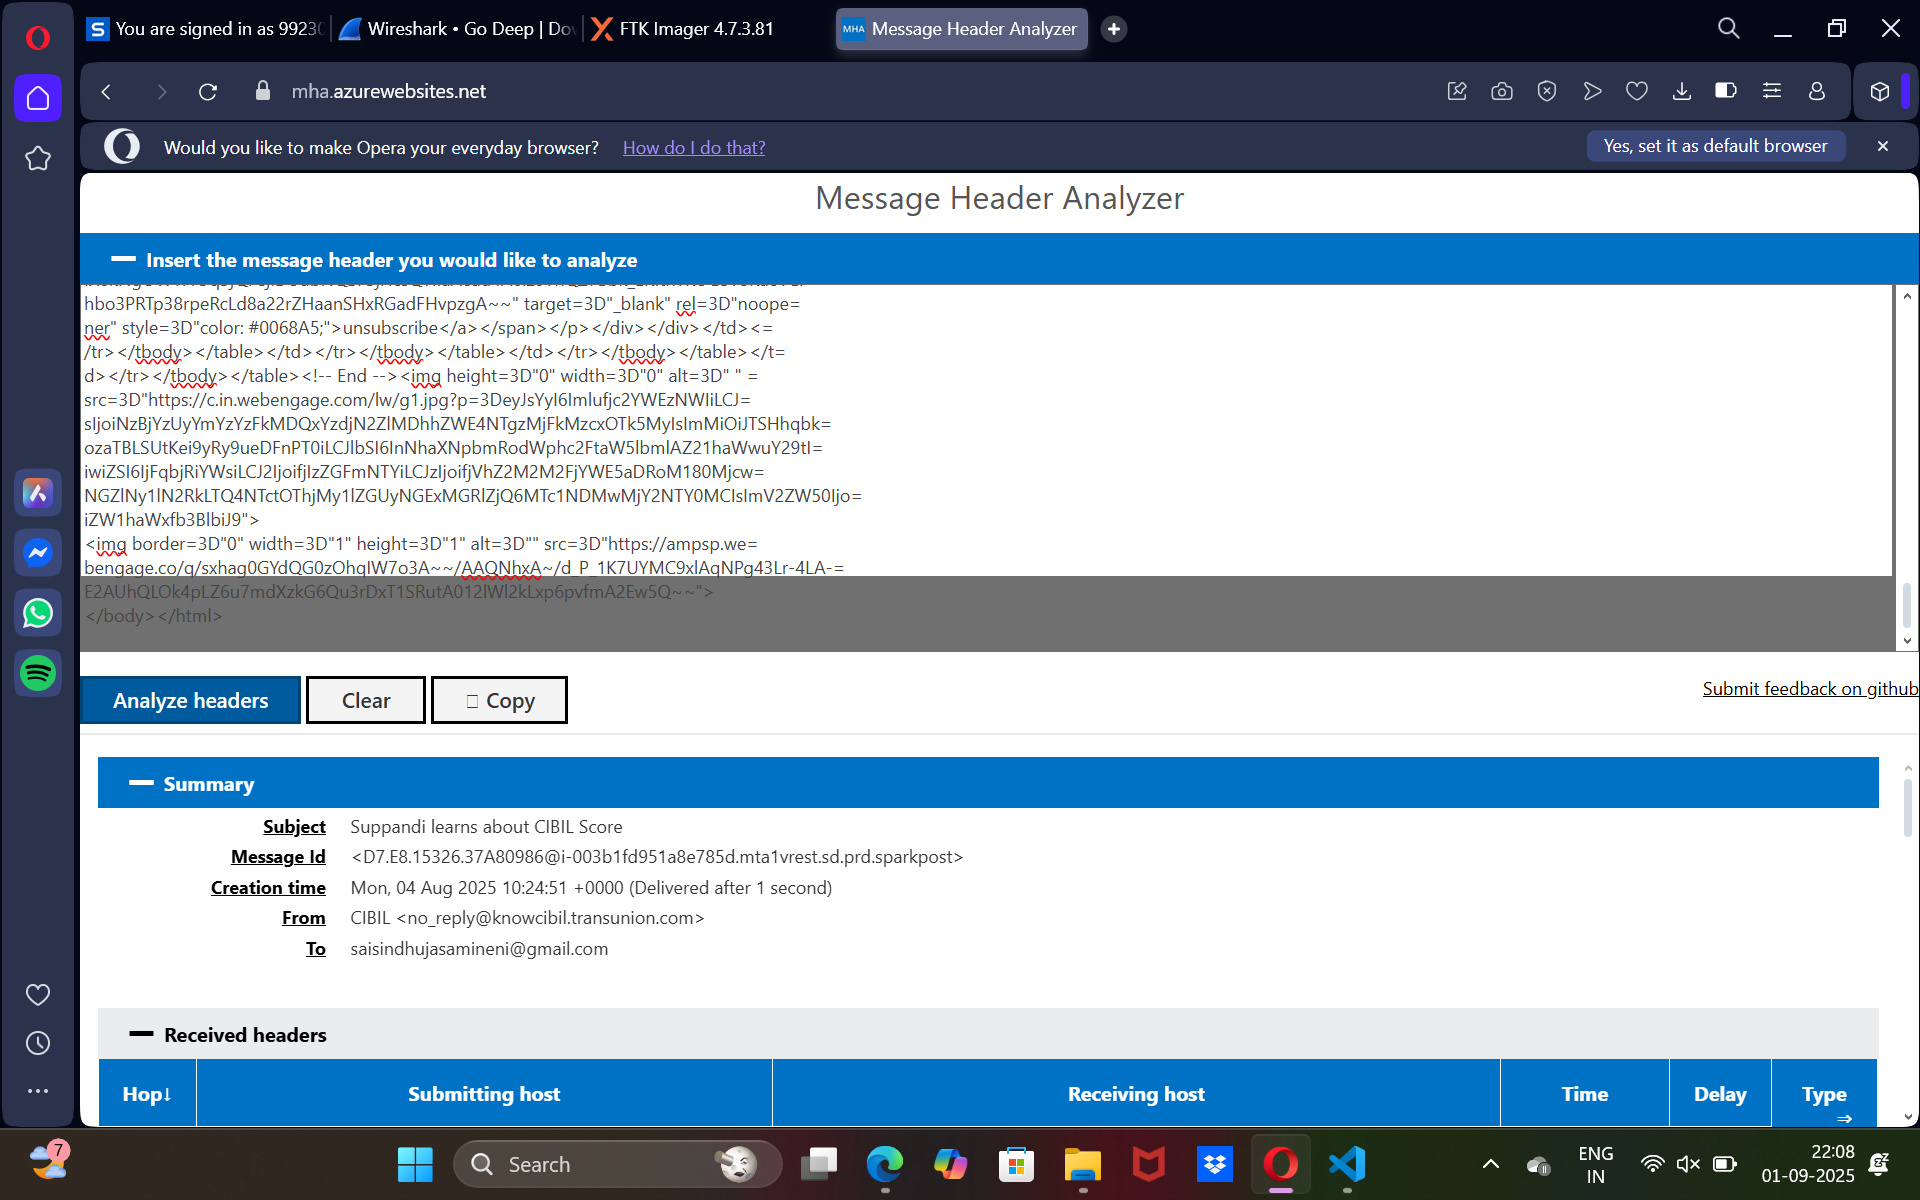 You are signed in as 9923
Wireshark • Go Deep | Do
FTK Imager 4.7.3.81
MHA
Message Header Analyzer
mha.azurewebsites.net
Would you like to make Opera your everyday browser?
How do I do that?
Yes, set it as default browser
Message Header Analyzer
Insert the message header you would like to analyze
hbo3PRTp38rpeRcLd8a22rZHaanSHxRGadFHvpzgA~~" target=3D"_blank" rel=3D"noope=
ner" style=3D"color: #0068A5;">unsubscribe</a></span></p></div></div></td><=
/tr></tbody></table></td></tr></tbody></table></td></tr></tbody></table></t=
d></tr></tbody></table><!-- End --><img height=3D"0" width=3D"0" alt=3D" " =
src=3D"https://c.in.webengage.com/lw/g1.jpg?p=3DeyJsYyI6Imlufjc2YWEzNWIiLCJ=
sIjoiNzBjYzUyYmYzYzFkMDQxYzdjN2ZlMDhhZWE4NTgzMjFkMzcxOTk5MyIsImMiOiJTSHhqbk=
ozaTBLSUtKei9yRy9ueDFnPT0iLCJlbSI6InNhaXNpbmRodWphc2FtaW5lbmlAZ21haWwuY29tI=
iwiZSI6IjFqbjRiYWsiLCJ2IjoifjIzZGFmNTYiLCJzIjoifjVhZ2M2M2FjYWE5aDRoM180Mjcw=
NGZlNy1lN2RkLTQ4NTctOThjMy1lZGUyNGExMGRlZjQ6MTc1NDMwMjY2NTY0MCIsImV2ZW50Ijo=
iZW1haWxfb3BlbiJ9">
<img border=3D"0" width=3D"1" height=3D"1" alt=3D"" src=3D"https://ampsp.we=
bengage.co/q/sxhag0GYdQG0zOhqIW7o3A~~/AAQNhxA~/d_P_1K7UYMC9xlAqNPg43Lr-4LA-=
E2AUhQLOk4pLZ6u7mdXzkG6Qu3rDxT1SRutA012lWl2kLxp6pvfmA2Ew5Q~~">
</body></html>
Analyze headers
Clear
Copy
Submit feedback on github
Summary
Subject Suppandi learns about CIBIL Score
Message Id <D7.E8.15326.37A80986@i-003b1fd951a8e785d.mta1vrest.sd.prd.sparkpost>
Creation time Mon, 04 Aug 2025 10:24:51 +0000 (Delivered after 1 second)
From CIBIL <no_reply@knowcibil.transunion.com>
To saisindhujasamineni@gmail.com
Received headers
Hop↓ Submitting host Receiving host Time Delay Type
⇒
7
Search
ENG
IN
22:08
01-09-2025